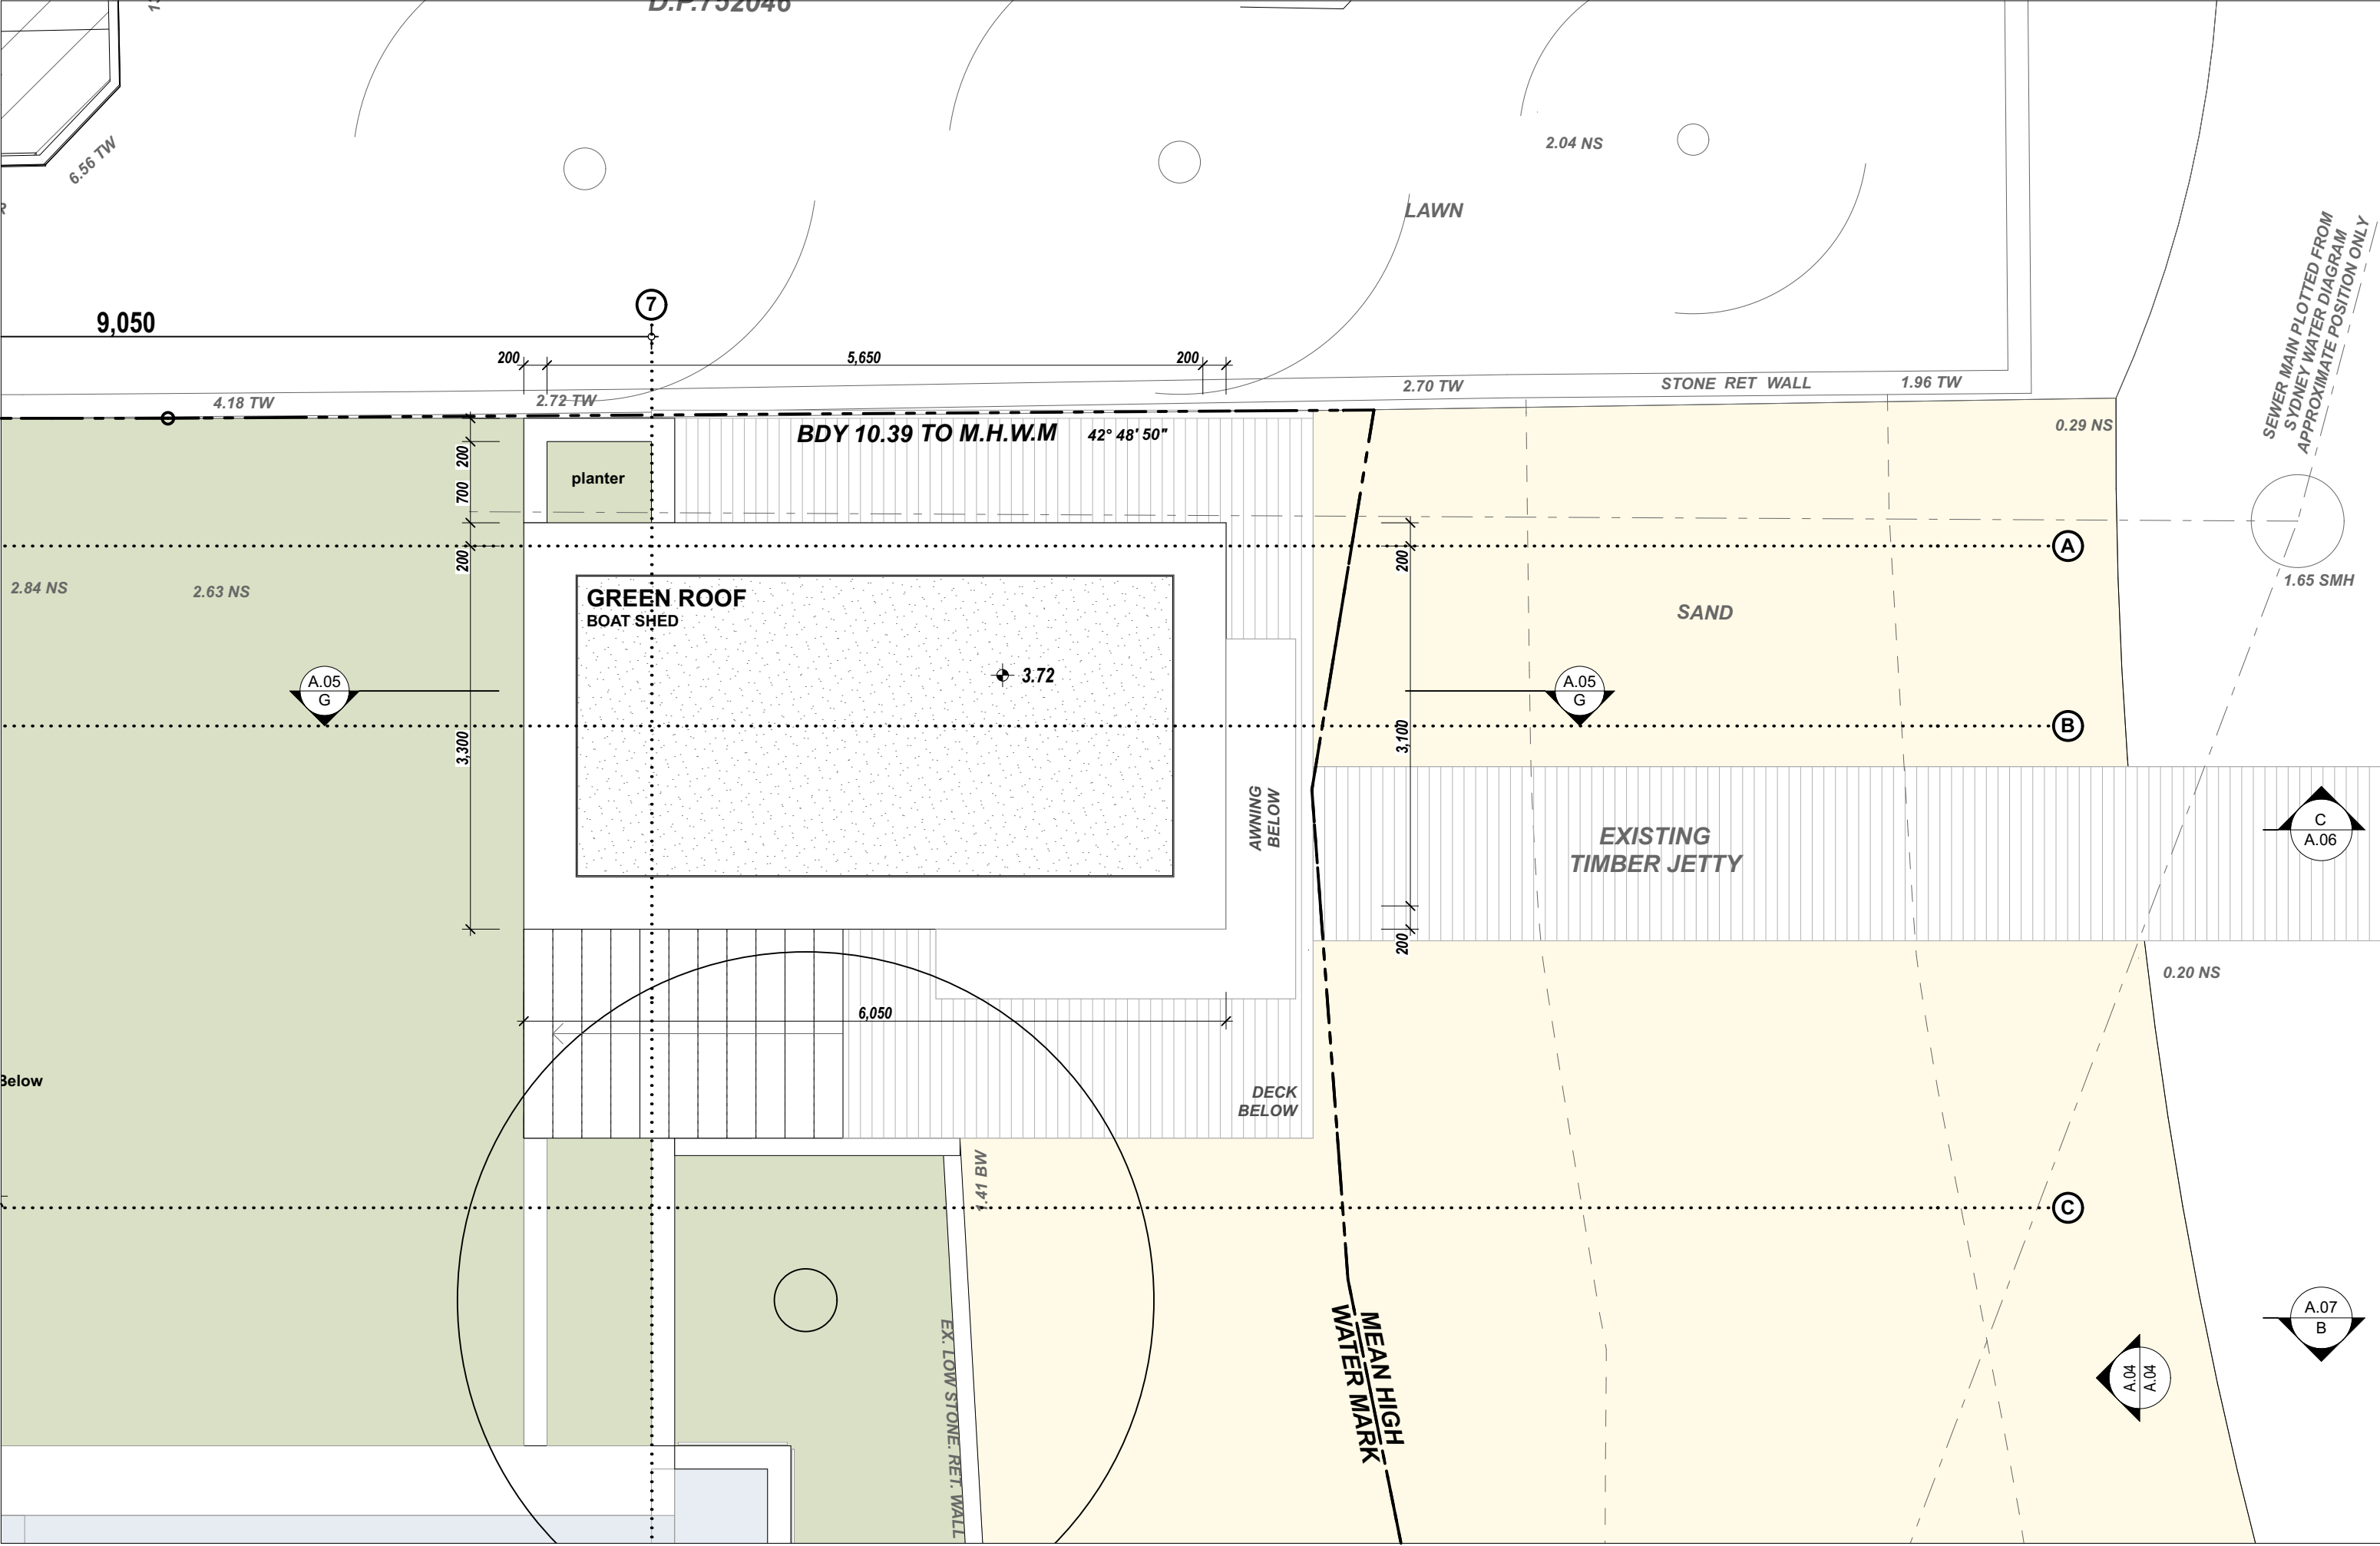 D.P.752046
6.56 TW
2.04 NS
LAWN
SEWER MAIN PLOTTED FROM
SYDNEY WATER DIAGRAM
APPROXIMATE POSITION ONLY
7
9,050
200
5,650
200
4.18 TW
2.72 TW
2.70 TW
STONE RET WALL
1.96 TW
BDY 10.39 TO M.H.W.M
42° 48' 50"
0.29 NS
200
700
planter
200
200
A
2.84 NS
2.63 NS
1.65 SMH
GREEN ROOF
BOAT SHED
SAND
3.72
A.05
G
A.05
G
3,300
3,100
B
AWNING
BELOW
EXISTING
TIMBER JETTY
C
A.06
200
0.20 NS
6,050
Below
DECK
BELOW
.41 BW
C
EX. LOW STONE. RET. WALL
MEAN HIGH
WATER MARK
A.07
B
A.04
A.04